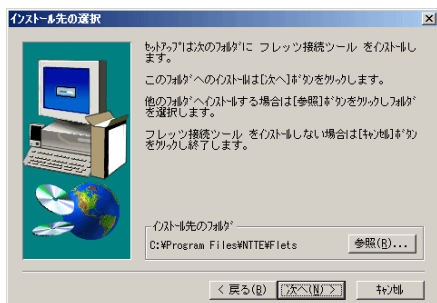 インストール先の選択
セットアップは次のフォルダに フレッツ接続ツール をインストールし
ます。
このフォルダへのインストールは[次へ]ボタンをクリックします。
他のフォルダへインストールする場合は[参照]ボタンをクリックしフォルダ
を選択します。
フレッツ接続ツール をインストールしない場合は[キャンセル]ボタン
をクリックし終了します。
インストール先のフォルダ
C:¥Program Files¥NTTE¥Flets
参照(R)...
< 戻る(B)
次へ(N) >
キャンセル